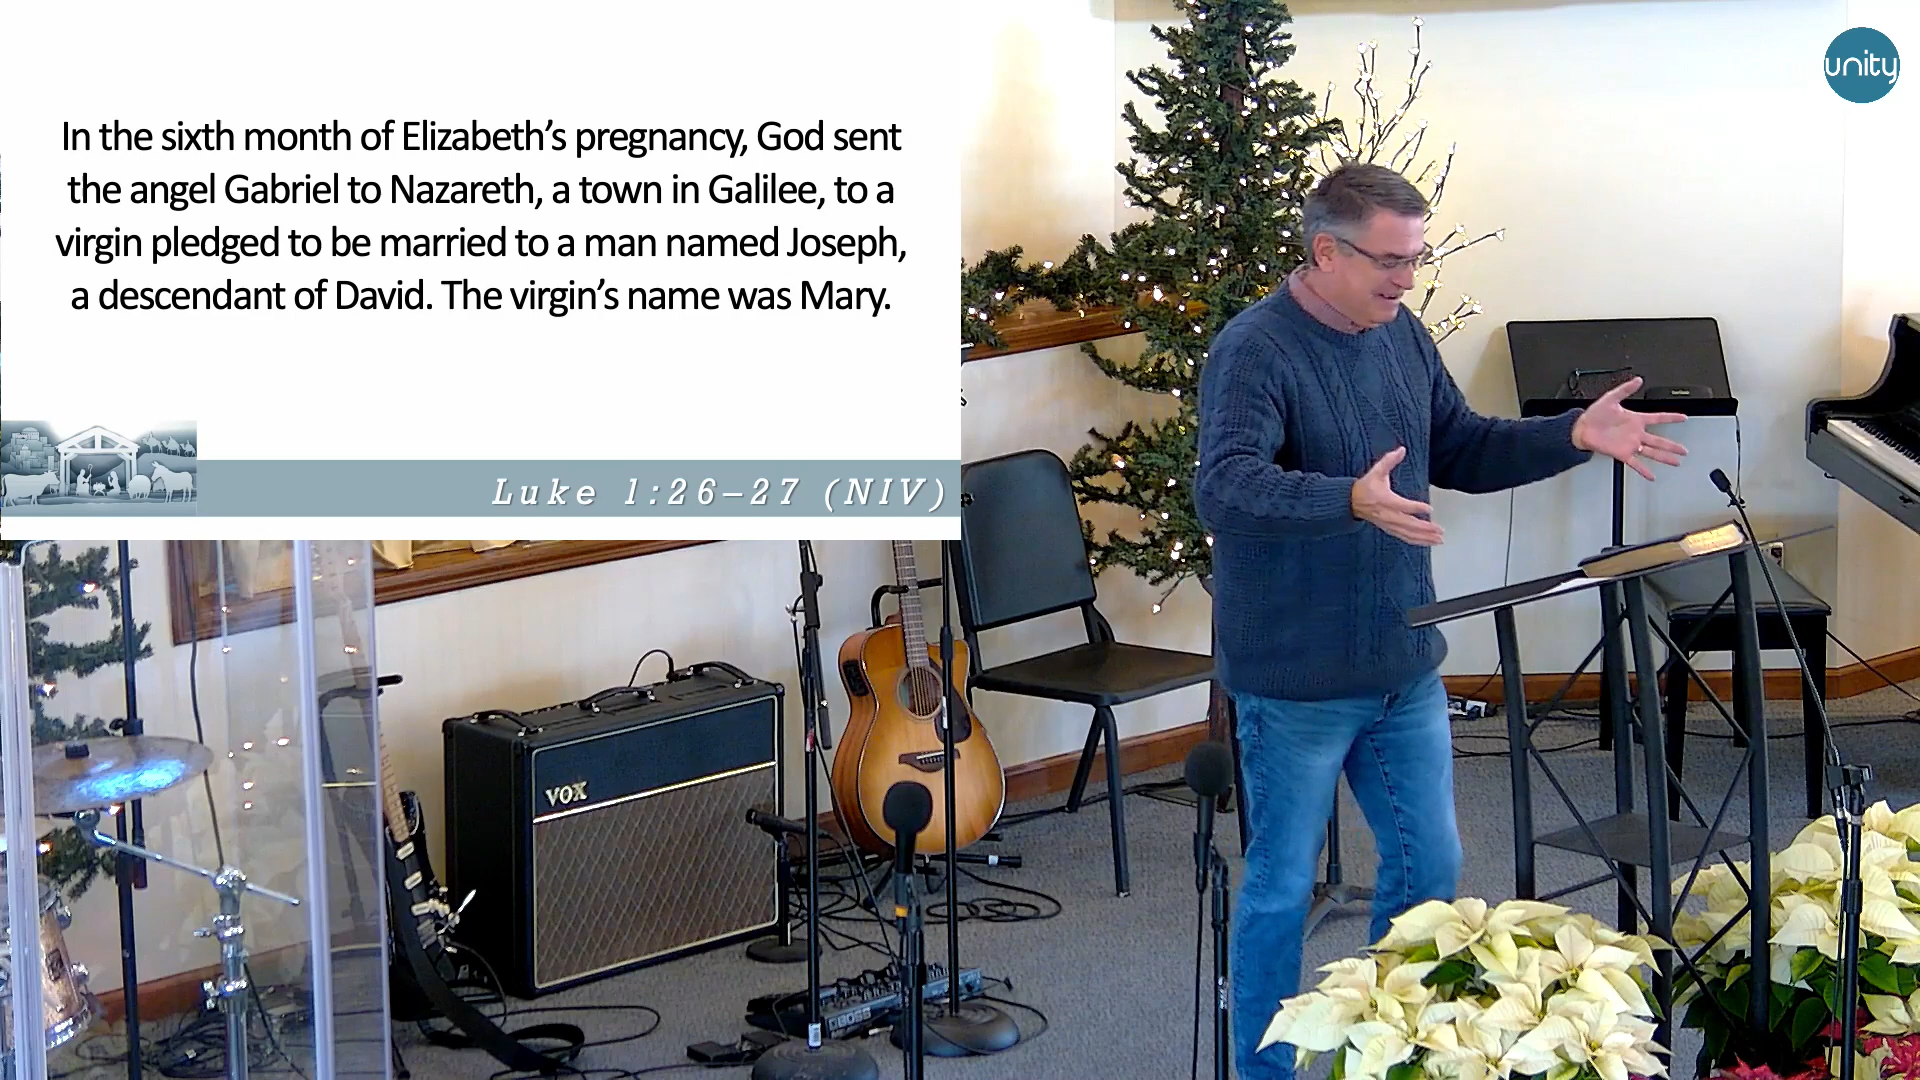 In the sixth month of Elizabeth’s pregnancy, God sent
the angel Gabriel to Nazareth, a town in Galilee, to a
virgin pledged to be married to a man named Joseph,
a descendant of David. The virgin’s name was Mary.
Luke 1:26–27 (NIV)
unity
VOX
BOSS